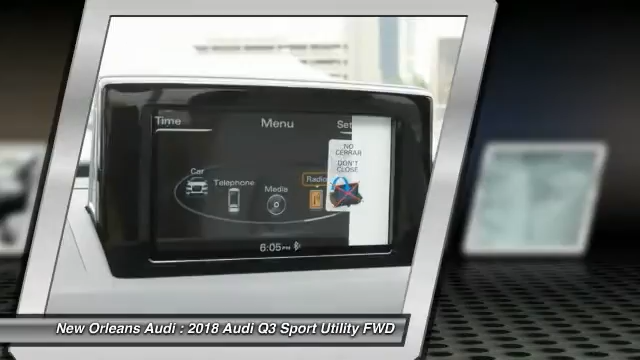 Time Menu Set
NO
CERRAR
DON'T
CLOSE
Car Telephone Media Radio
6:05 PM
New Orleans Audi : 2018 Audi Q3 Sport Utility FWD